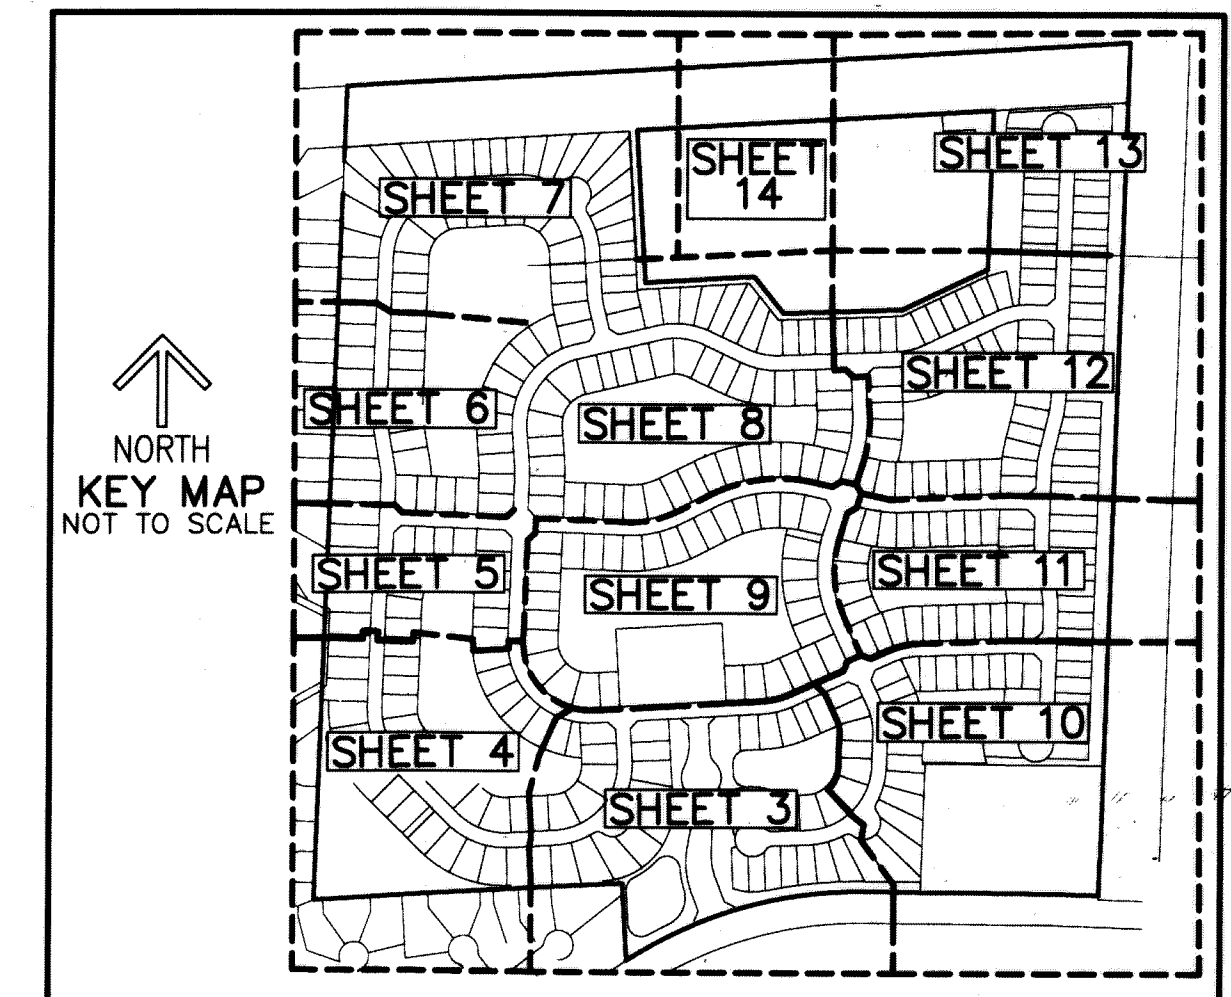 SHEET
14
SHEET 13
SHEET 7
SHEET 12
SHEET 6
SHEET 8
NORTH
KEY MAP
NOT TO SCALE
SHEET 5
SHEET 11
SHEET 9
SHEET 10
SHEET 4
SHEET 3